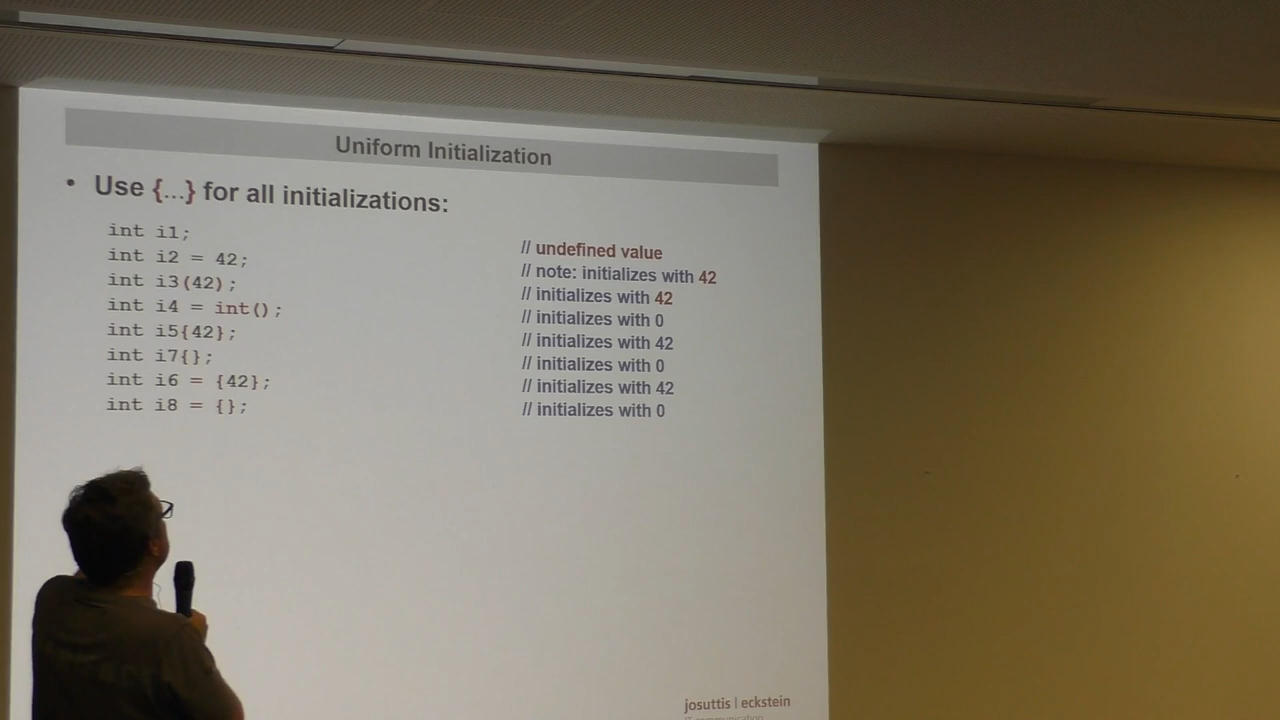 Uniform Initialization
• Use {...} for all initializations:
int i1; // undefined value
int i2 = 42; // note: initializes with 42
int i3(42); // initializes with 42
int i4 = int(); // initializes with 0
int i5{42}; // initializes with 42
int i7{}; // initializes with 0
int i6 = {42}; // initializes with 42
int i8 = {}; // initializes with 0
josuttis | eckstein
IT communication